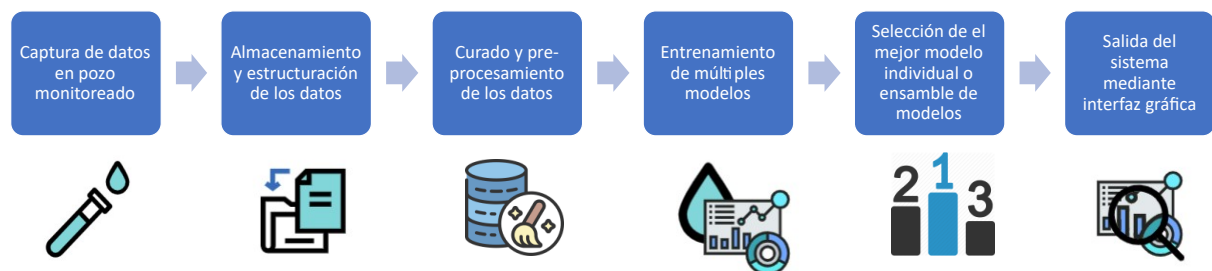 Captura de datos
en pozo
monitoreado
Almacenamiento
y estructuración
de los datos
Curado y pre-
procesamiento
de los datos
Entrenamiento
de múltiples
modelos
Selección de el
mejor modelo
individual o
ensamble de
modelos
Salida del
sistema
mediante
interfaz gráfica
2 1 3